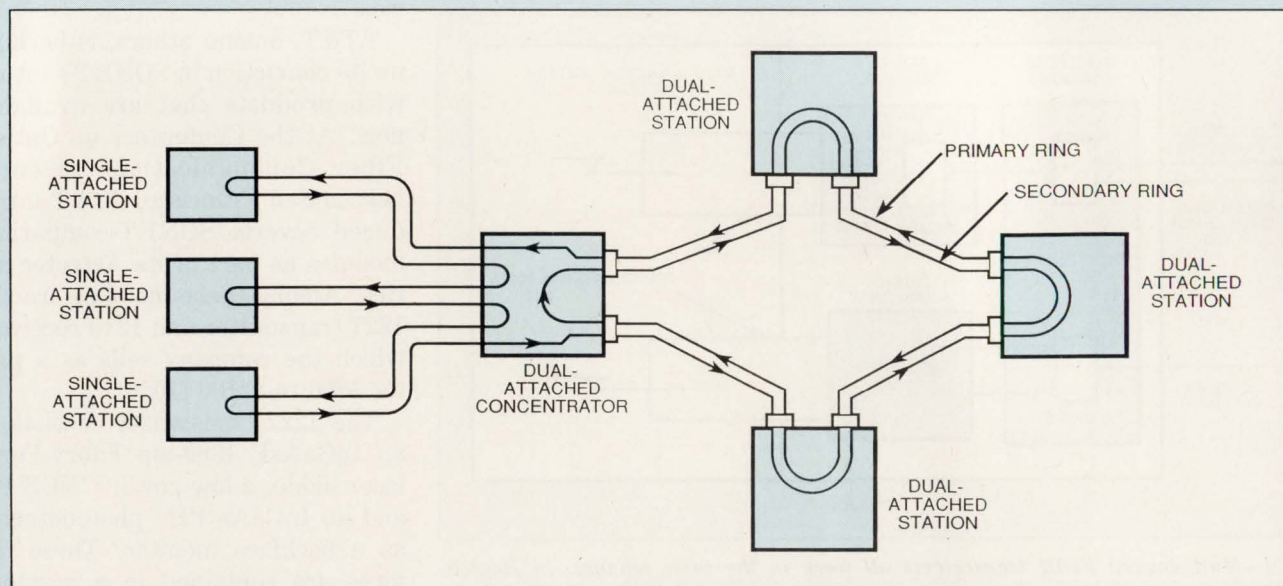 SINGLE-
ATTACHED
STATION
SINGLE-
ATTACHED
STATION
SINGLE-
ATTACHED
STATION
DUAL-
ATTACHED
CONCENTRATOR
DUAL-
ATTACHED
STATION
PRIMARY RING
SECONDARY RING
DUAL-
ATTACHED
STATION
DUAL-
ATTACHED
STATION